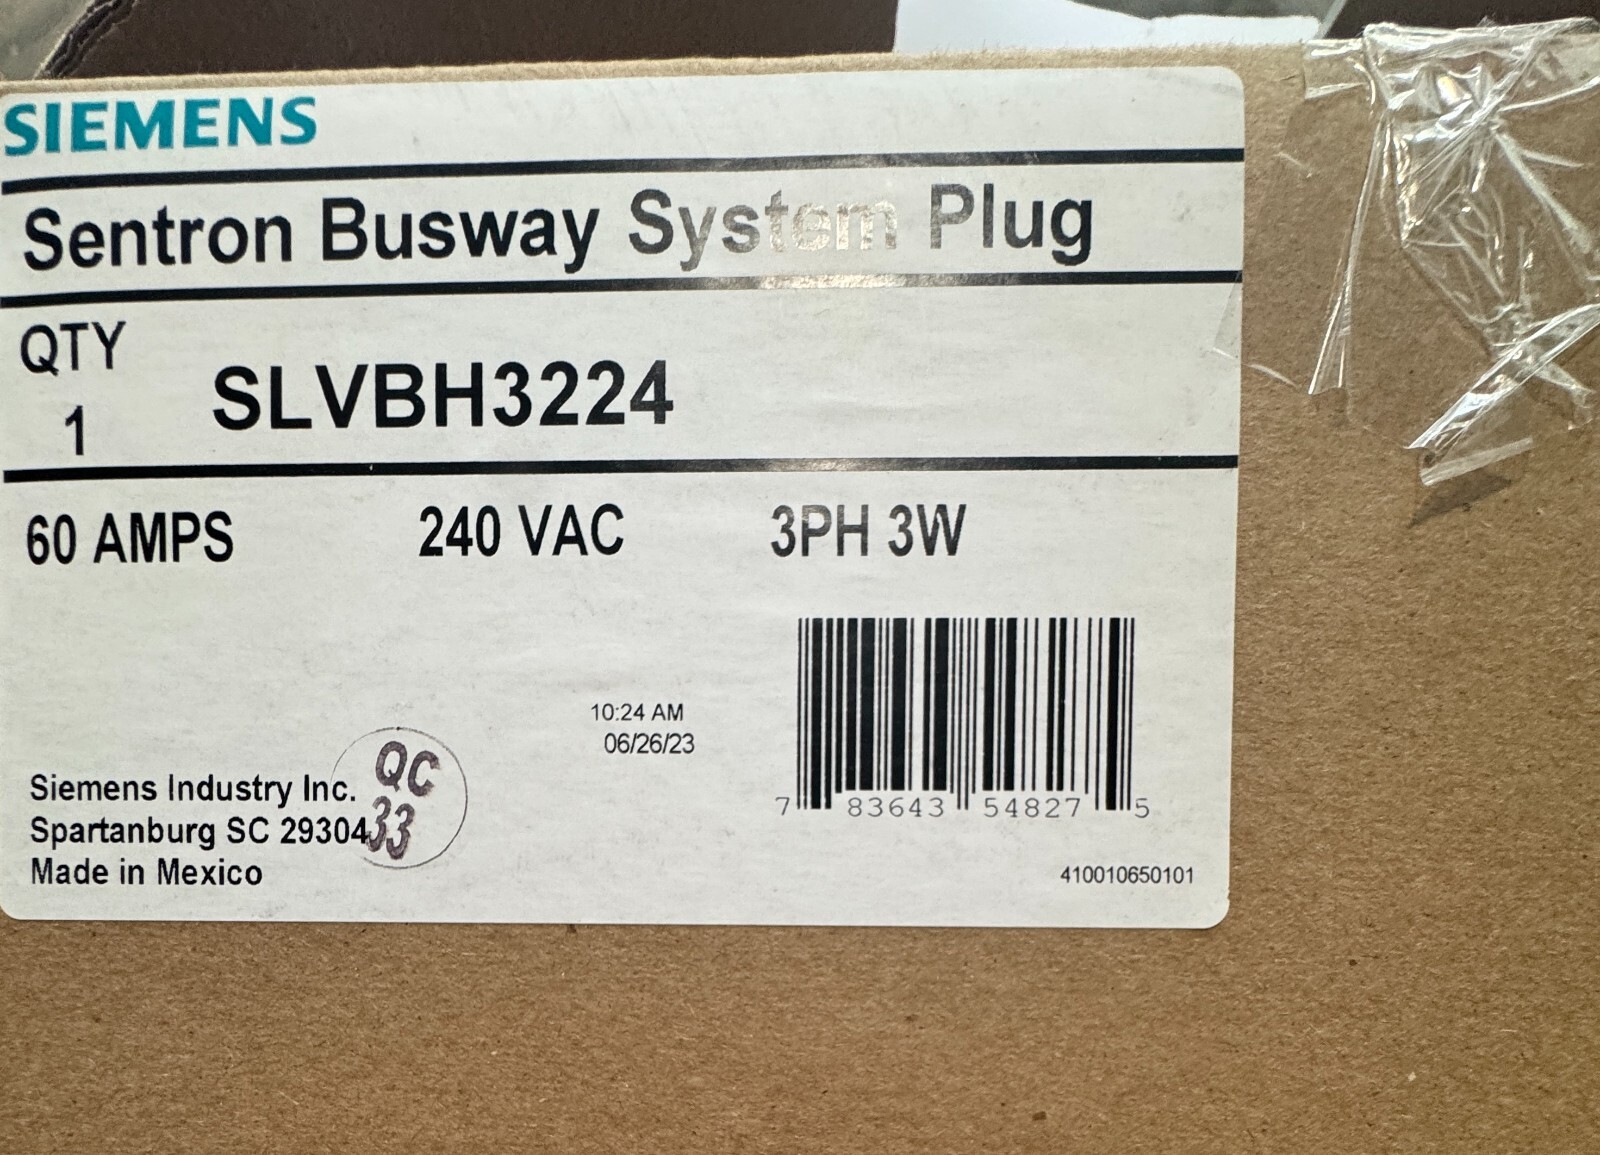 SIEMENS
Sentron Busway System Plug
QTY
1
SLVBH3224
60 AMPS 240 VAC 3PH 3W
10:24 AM
06/26/23
7 83643 54827 5
Siemens Industry Inc.
Spartanburg SC 29304
Made in Mexico
QC
33
410010650101